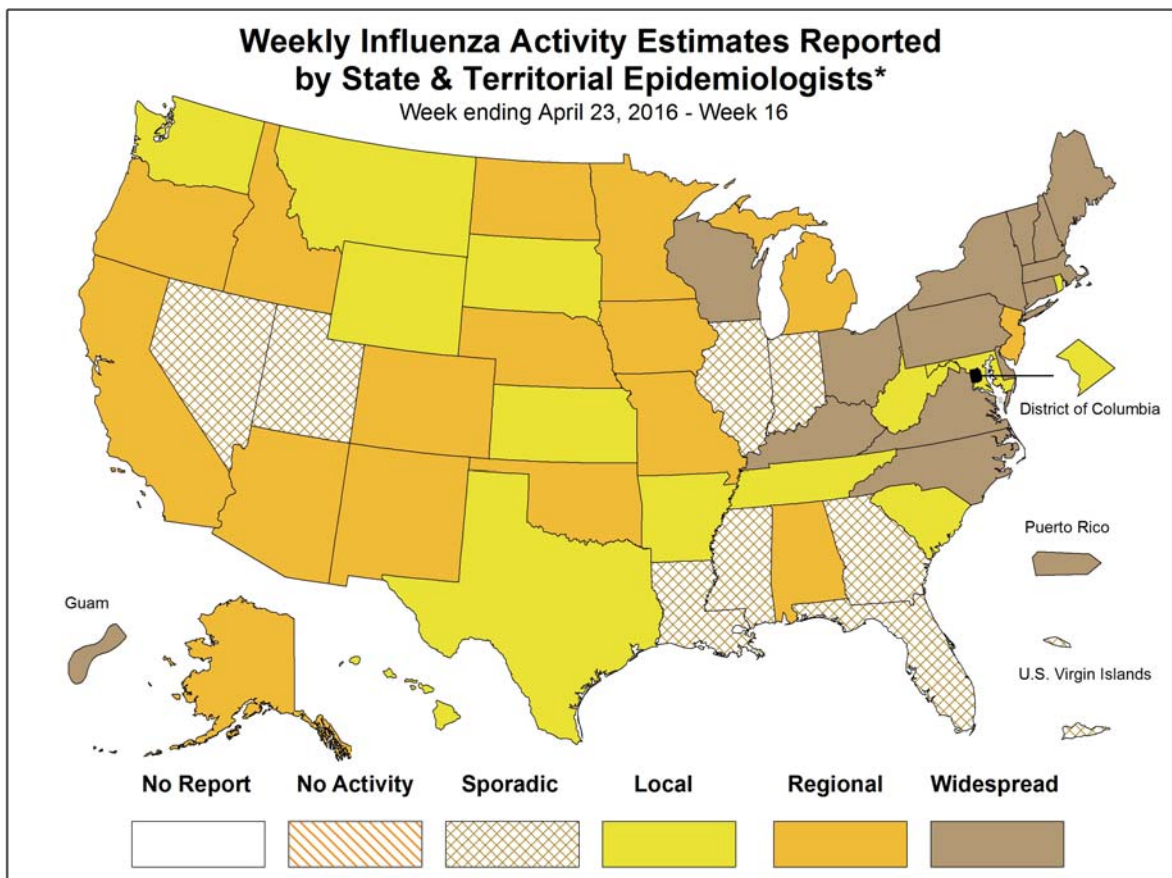 Weekly Influenza Activity Estimates Reported
by State & Territorial Epidemiologists*
Week ending April 23, 2016 - Week 16
District of Columbia
Puerto Rico
Guam
U.S. Virgin Islands
No Report No Activity Sporadic Local Regional Widespread